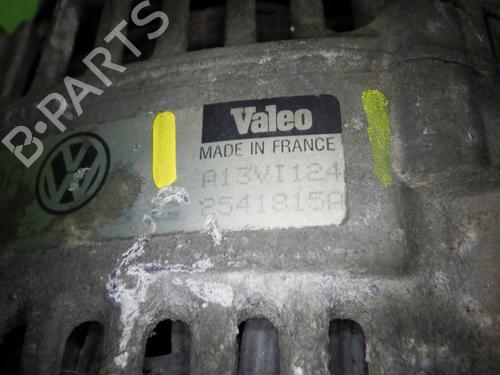 B-PARTS
Valeo
MADE IN FRANCE
A13VI124
2541815A